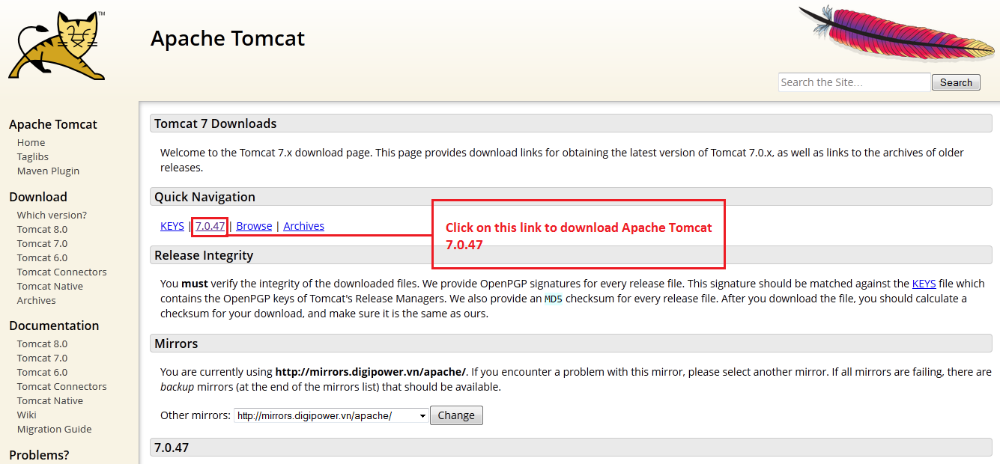 TM
Apache Tomcat
Search the Site...
Search
Apache Tomcat
Home
Taglibs
Maven Plugin
Download
Which version?
Tomcat 8.0
Tomcat 7.0
Tomcat 6.0
Tomcat Connectors
Tomcat Native
Archives
Documentation
Tomcat 8.0
Tomcat 7.0
Tomcat 6.0
Tomcat Connectors
Tomcat Native
Wiki
Migration Guide
Problems?
Tomcat 7 Downloads
Welcome to the Tomcat 7.x download page. This page provides download links for obtaining the latest version of Tomcat 7.0.x, as well as links to the archives of older
releases.
Quick Navigation
KEYS | 7.0.47 | Browse | Archives
Click on this link to download Apache Tomcat
7.0.47
Release Integrity
You must verify the integrity of the downloaded files. We provide OpenPGP signatures for every release file. This signature should be matched against the KEYS file which
contains the OpenPGP keys of Tomcat's Release Managers. We also provide an MD5 checksum for every release file. After you download the file, you should calculate a
checksum for your download, and make sure it is the same as ours.
Mirrors
You are currently using http://mirrors.digipower.vn/apache/. If you encounter a problem with this mirror, please select another mirror. If all mirrors are failing, there are
backup mirrors (at the end of the mirrors list) that should be available.
Other mirrors: http://mirrors.digipower.vn/apache/ Change
7.0.47